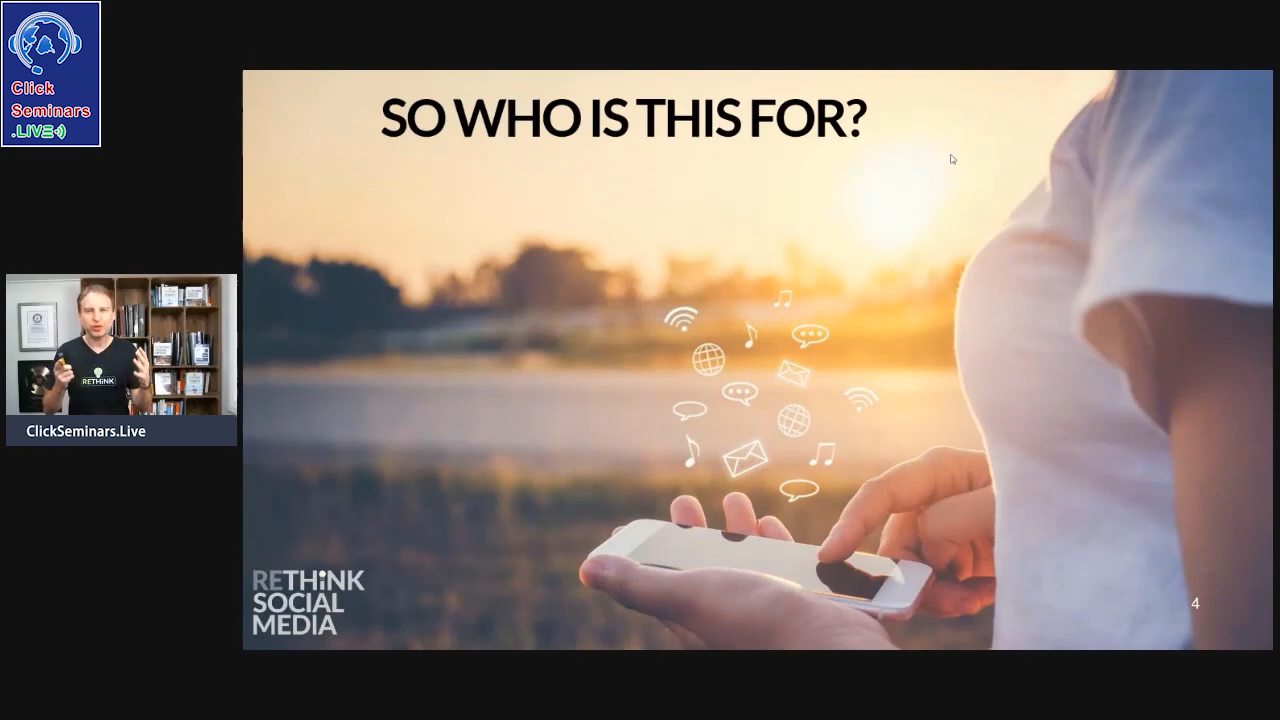 Click
Seminars
.LIVE
SO WHO IS THIS FOR?
RETHiNK
ClickSeminars.Live
RETHiNK
SOCIAL
MEDIA
4